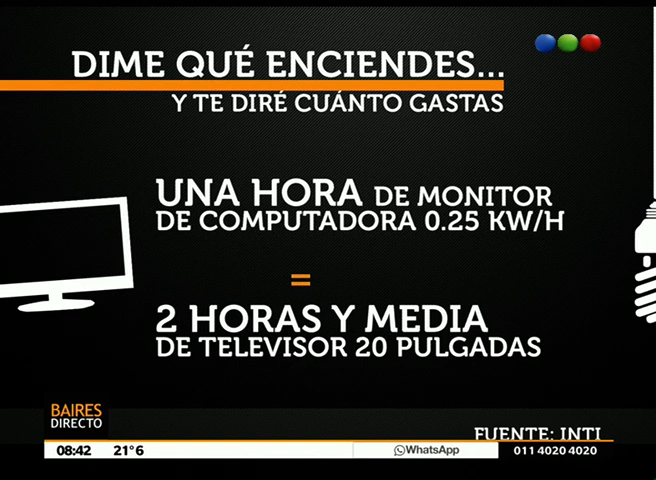 DIME QUÉ ENCIENDES...
Y TE DIRÉ CUÁNTO GASTAS
UNA HORA DE MONITOR
DE COMPUTADORA 0.25 KW/H
=
2 HORAS Y MEDIA
DE TELEVISOR 20 PULGADAS
BAIRES
DIRECTO
FUENTE: INTI
08:42 21°6 WhatsApp 011 4020 4020